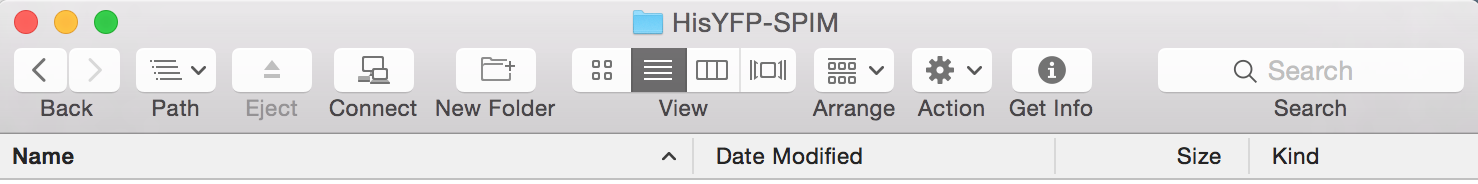 HisYFP-SPIM
Search
Back Path Eject Connect New Folder View Arrange Action Get Info Search
Name Date Modified Size Kind